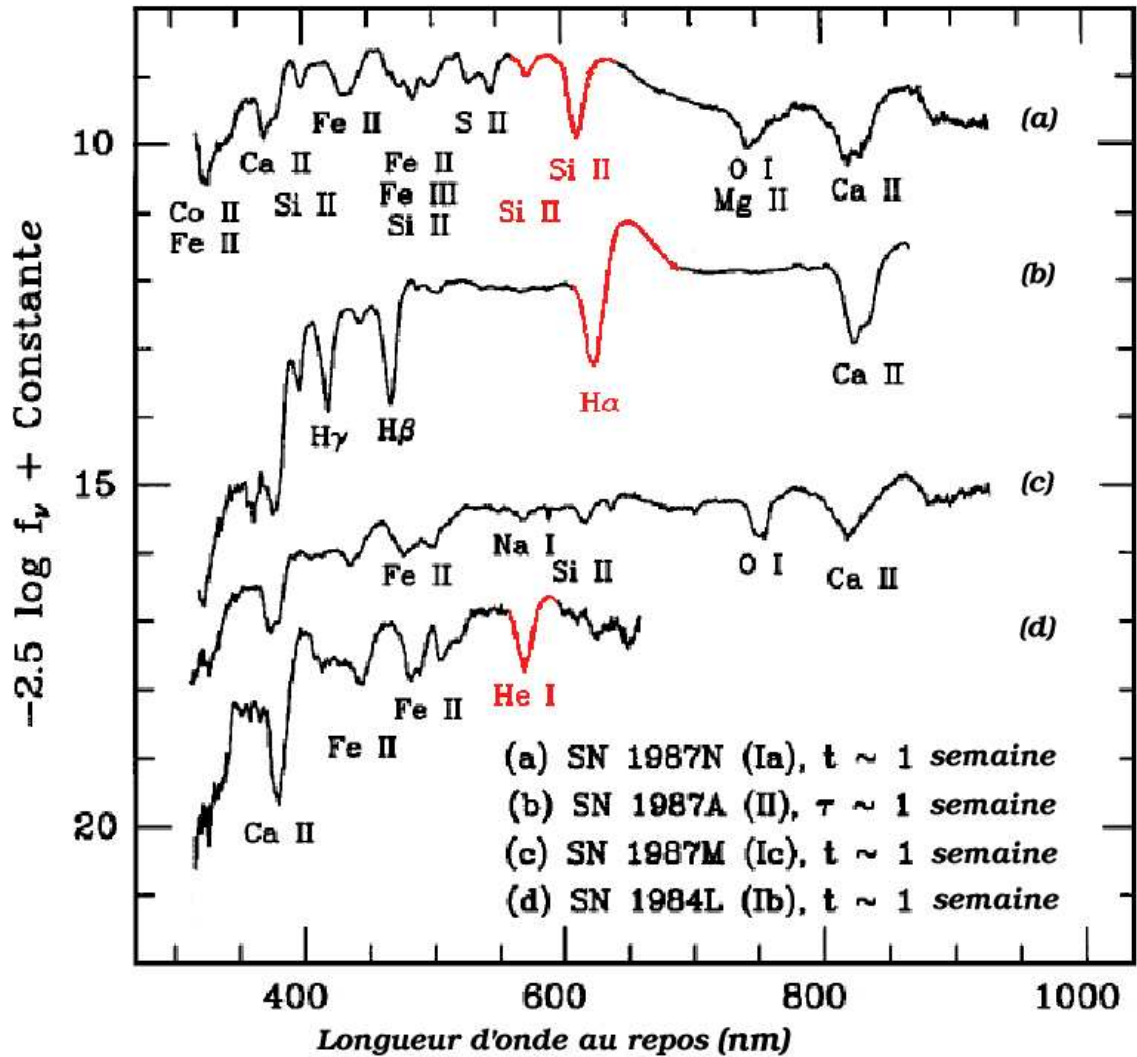 10
15
20
−2.5 log fν + Constante
(a)
Fe II
S II
Ca II
Si II
Fe II
Fe III
Si II
Si II
Si II
O I
Mg II
Ca II
Co II
Fe II
(b)
Hγ
Hβ
Hα
Ca II
(c)
Fe II
Na I
Si II
O I
Ca II
(d)
Ca II
Fe II
Fe II
He I
(a) SN 1987N (Ia), t ~ 1 semaine
(b) SN 1987A (II), τ ~ 1 semaine
(c) SN 1987M (Ic), t ~ 1 semaine
(d) SN 1984L (Ib), t ~ 1 semaine
400 600 800 1000
Longueur d'onde au repos (nm)